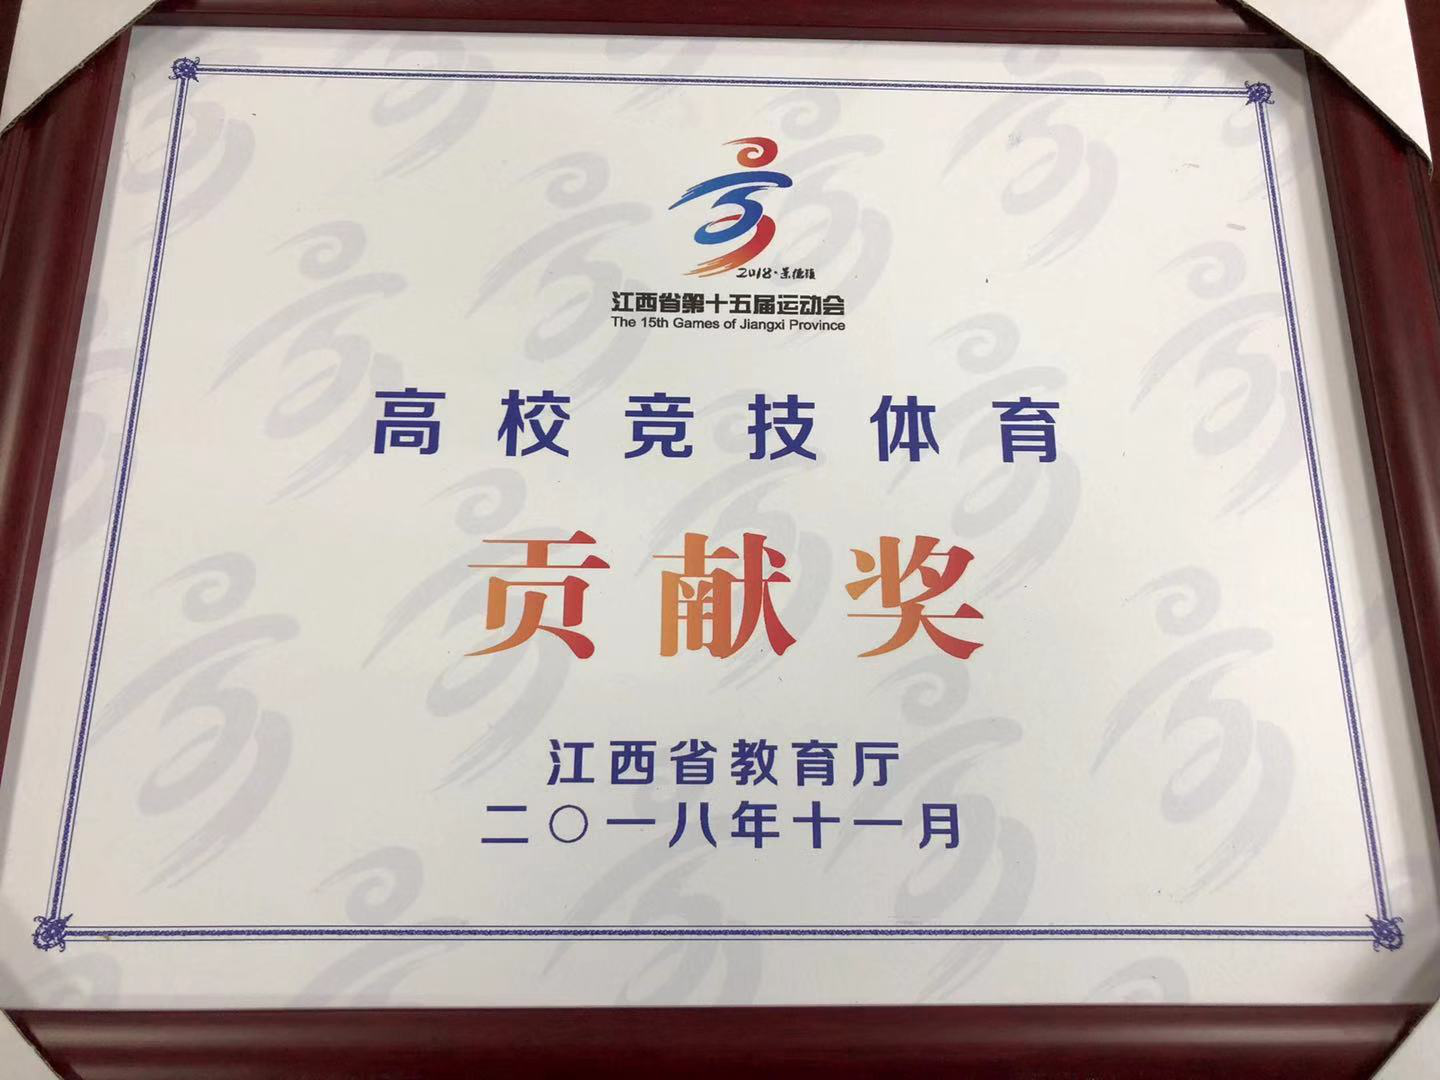 2018·景德镇
江西省第十五届运动会
The 15th Games of Jiangxi Province
高校竞技体育
贡献奖
江西省教育厅
二〇一八年十一月